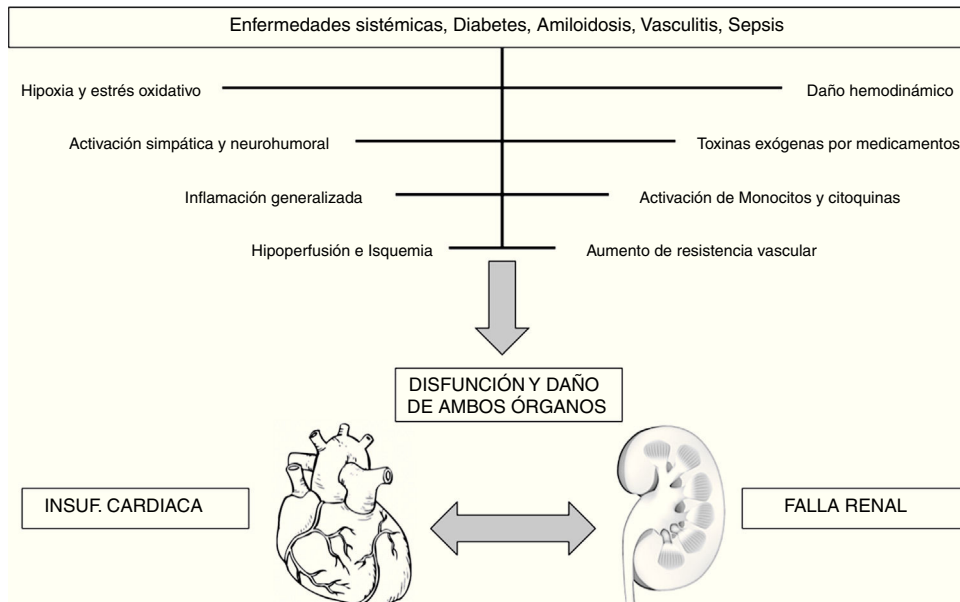 Enfermedades sistémicas, Diabetes, Amiloidosis, Vasculitis, Sepsis
Hipoxia y estrés oxidativo
Daño hemodinámico
Activación simpática y neurohumoral
Toxinas exógenas por medicamentos
Inflamación generalizada
Activación de Monocitos y citoquinas
Hipoperfusión e Isquemia
Aumento de resistencia vascular
DISFUNCIÓN Y DAÑO
DE AMBOS ÓRGANOS
INSUF. CARDIACA
FALLA RENAL